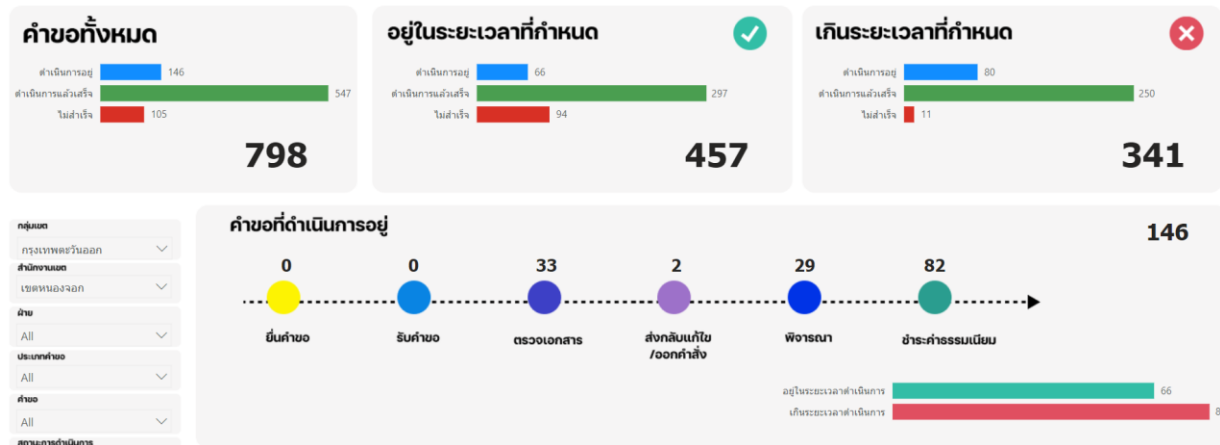 คำขอทั้งหมด
ดำเนินการอยู่ 146
ดำเนินการแล้วเสร็จ 547
ไม่สำเร็จ 105
798
อยู่ในระยะเวลาที่กำหนด
ดำเนินการอยู่ 66
ดำเนินการแล้วเสร็จ 297
ไม่สำเร็จ 94
457
เกินระยะเวลาที่กำหนด
ดำเนินการอยู่ 80
ดำเนินการแล้วเสร็จ 250
ไม่สำเร็จ 11
341
กลุ่มเขต
กรุงเทพตะวันออก
สำนักงานเขต
เขตหนองจอก
ฝ่าย
All
ประเภทคำขอ
All
คำขอ
All
สถานะการดำเนินการ
คำขอที่ดำเนินการอยู่
146
0 0 33 2 29 82
ยื่นคำขอ รับคำขอ ตรวจเอกสาร ส่งกลับแก้ไข พิจารณา ชำระค่าธรรมเนียม
/ออกคำสั่ง
อยู่ในระยะเวลาดำเนินการ 66
เกินระยะเวลาดำเนินการ 8